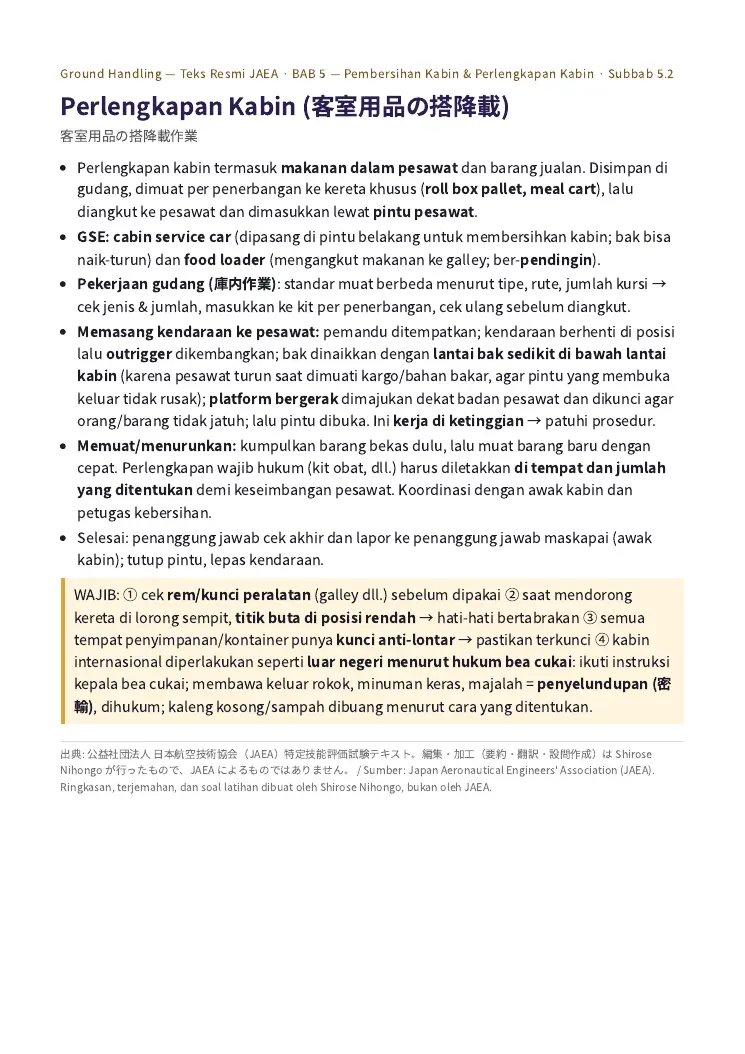 Ground Handling — Teks Resmi JAEA · BAB 5 — Pembersihan Kabin & Perlengkapan Kabin · Subbab 5.2
Perlengkapan Kabin (客室用品の搭降載)
客室用品の搭降載作業
• Perlengkapan kabin termasuk makanan dalam pesawat dan barang jualan. Disimpan di
gudang, dimuat per penerbangan ke kereta khusus (roll box pallet, meal cart), lalu
diangkut ke pesawat dan dimasukkan lewat pintu pesawat.
• GSE: cabin service car (dipasang di pintu belakang untuk membersihkan kabin; bak bisa
naik-turun) dan food loader (mengangkut makanan ke galley; ber-pendingin).
• Pekerjaan gudang (庫内作業): standar muat berbeda menurut tipe, rute, jumlah kursi →
cek jenis & jumlah, masukkan ke kit per penerbangan, cek ulang sebelum diangkut.
• Memasang kendaraan ke pesawat: pemandu ditempatkan; kendaraan berhenti di posisi
lalu outrigger dikembangkan; bak dinaikkan dengan lantai bak sedikit di bawah lantai
kabin (karena pesawat turun saat dimuati kargo/bahan bakar, agar pintu yang membuka
keluar tidak rusak); platform bergerak dimajukan dekat badan pesawat dan dikunci agar
orang/barang tidak jatuh; lalu pintu dibuka. Ini kerja di ketinggian → patuhi prosedur.
• Memuat/menurunkan: kumpulkan barang bekas dulu, lalu muat barang baru dengan
cepat. Perlengkapan wajib hukum (kit obat, dll.) harus diletakkan di tempat dan jumlah
yang ditentukan demi keseimbangan pesawat. Koordinasi dengan awak kabin dan
petugas kebersihan.
• Selesai: penanggung jawab cek akhir dan lapor ke penanggung jawab maskapai (awak
kabin); tutup pintu, lepas kendaraan.
WAJIB: ① cek rem/kunci peralatan (galley dll.) sebelum dipakai ② saat mendorong
kereta di lorong sempit, titik buta di posisi rendah → hati-hati bertabrakan ③ semua
tempat penyimpanan/kontainer punya kunci anti-lontar → pastikan terkunci ④ kabin
internasional diperlakukan seperti luar negeri menurut hukum bea cukai: ikuti instruksi
kepala bea cukai; membawa keluar rokok, minuman keras, majalah = penyelundupan (密
輸), dihukum; kaleng kosong/sampah dibuang menurut cara yang ditentukan.
出典: 公益社団法人 日本航空技術協会（JAEA）特定技能評価試験テキスト。編集・加工（要約・翻訳・設問作成）は Shirose
Nihongo が行ったもので、JAEA によるものではありません。 / Sumber: Japan Aeronautical Engineers' Association (JAEA).
Ringkasan, terjemahan, dan soal latihan dibuat oleh Shirose Nihongo, bukan oleh JAEA.